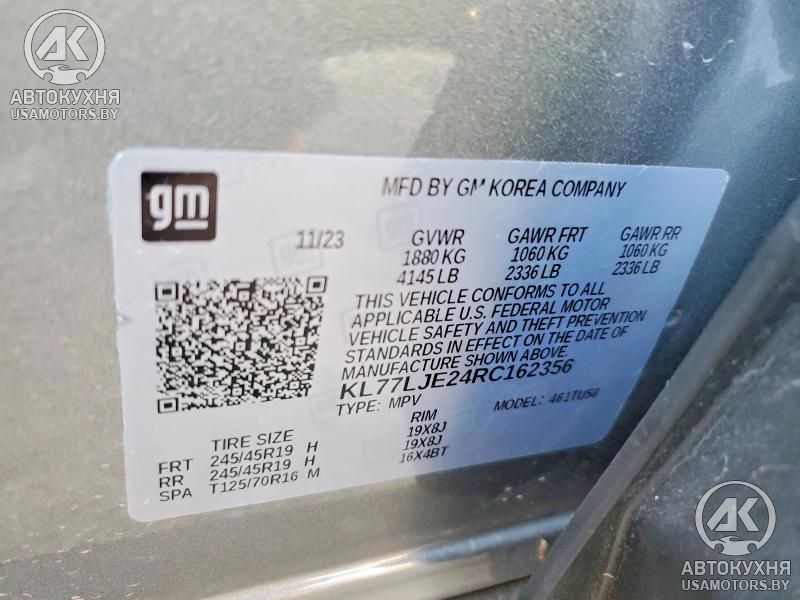 AK
АВТОКУХНЯ
USAMOTORS.BY
gm
MFD BY GM KOREA COMPANY
11/23
GVWR GAWR FRT GAWR RR
1880 KG 1060 KG 1060 KG
4145 LB 2336 LB 2336 LB
THIS VEHICLE CONFORMS TO ALL
APPLICABLE U.S. FEDERAL MOTOR
VEHICLE SAFETY AND THEFT PREVENTION
STANDARDS IN EFFECT ON THE DATE OF
MANUFACTURE SHOWN ABOVE.
KL77LJE24RC162356
TYPE: MPV MODEL: 461TU58
TIRE SIZE RIM
FRT 245/45R19 H 19X8J
RR 245/45R19 H 19X8J
SPA T125/70R16 M 16X4BT
AK
АВТОКУХНЯ
USAMOTORS.BY